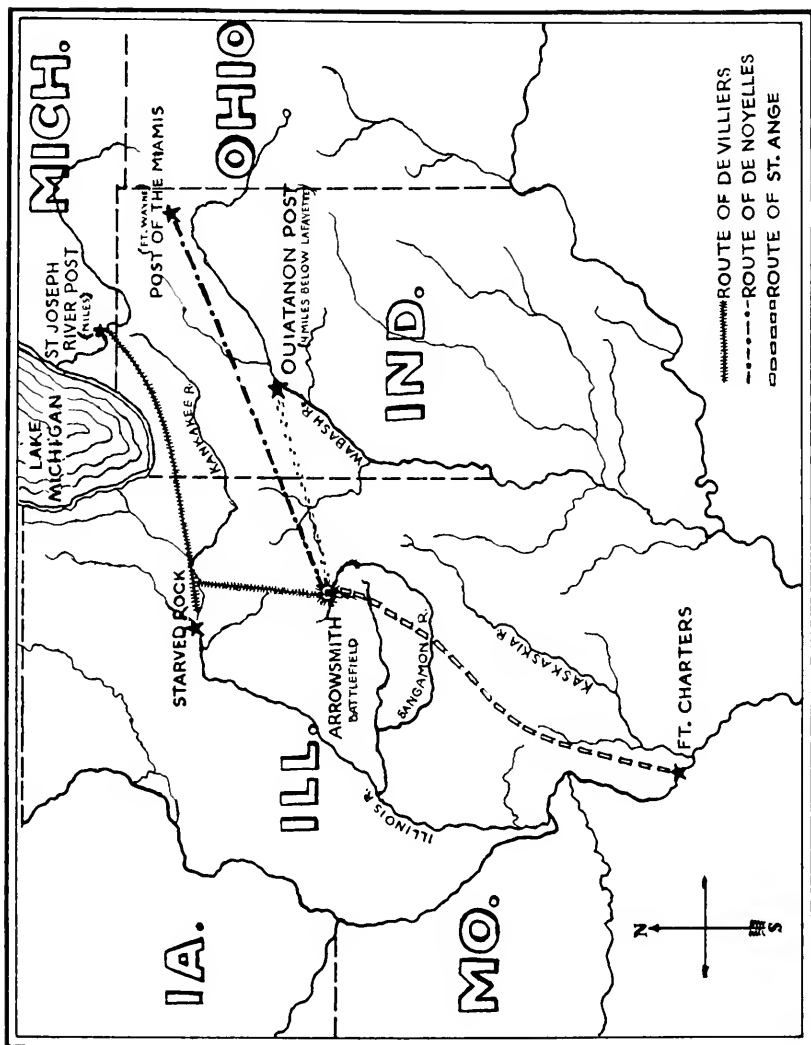 MICH.
LAKE
MICHIGAN
ST JOSEPH
RIVER POST
(NILES)
(FT. WAYNE)
POST OF THE MIAMIS
OHIO
KANKAKEE R.
OUIATANON POST
(4 MILES BELOW LAFAYETTE)
WABASH R.
IND.
STARVED ROCK
ARROWSMITH
BATTLEFIELD
IA.
ILL.
ILLINOIS R.
SANGAMON R.
KASKASKIA R
FT. CHARTERS
MO.
N
S
ROUTE OF DE VILLIERS
ROUTE OF DE NOYELLES
ROUTE OF ST. ANGE